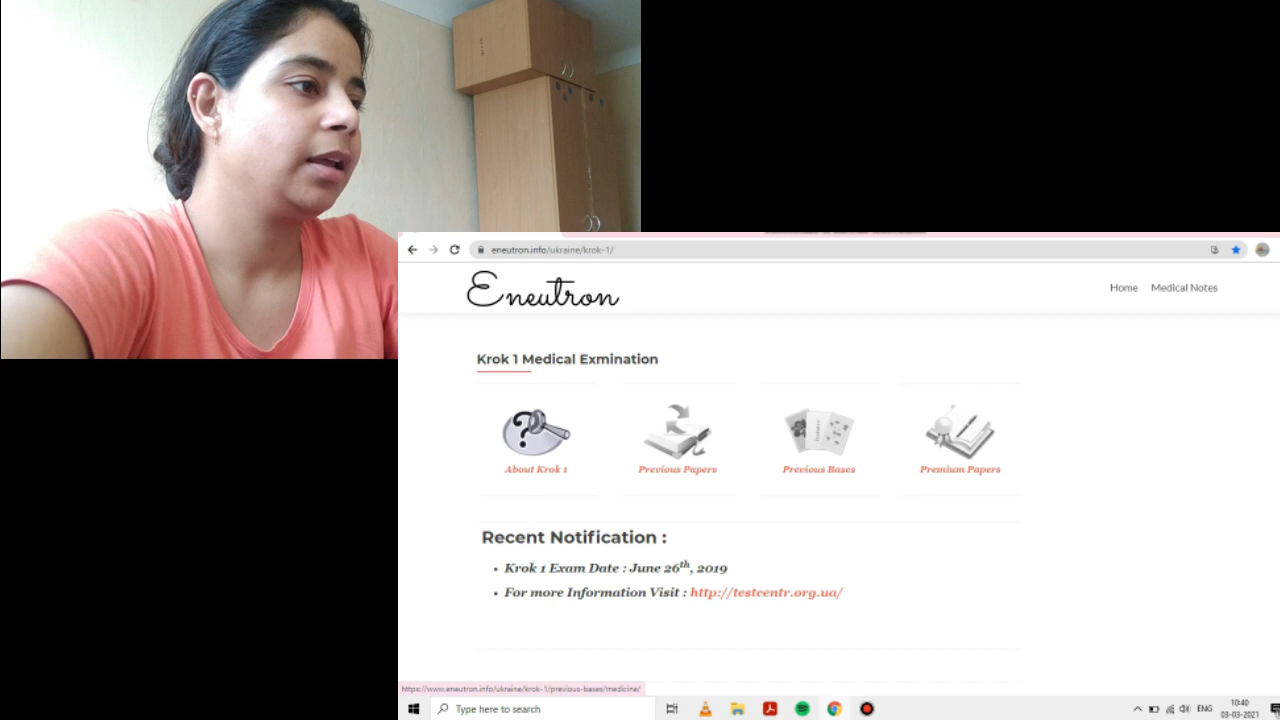 eneutron.info/ukraine/krok-1/
Eneutron
Home
Medical Notes
Krok 1 Medical Exmination
About Krok 1
Previous Papers
Previous Bases
Premium Papers
Recent Notification :
Krok 1 Exam Date : June 26th, 2019
For more Information Visit : http://testcentr.org.ua/
https://www.eneutron.info/ukraine/krok-1/previous-bases/medicine/
Type here to search
ENG
10:40
03-03-2021